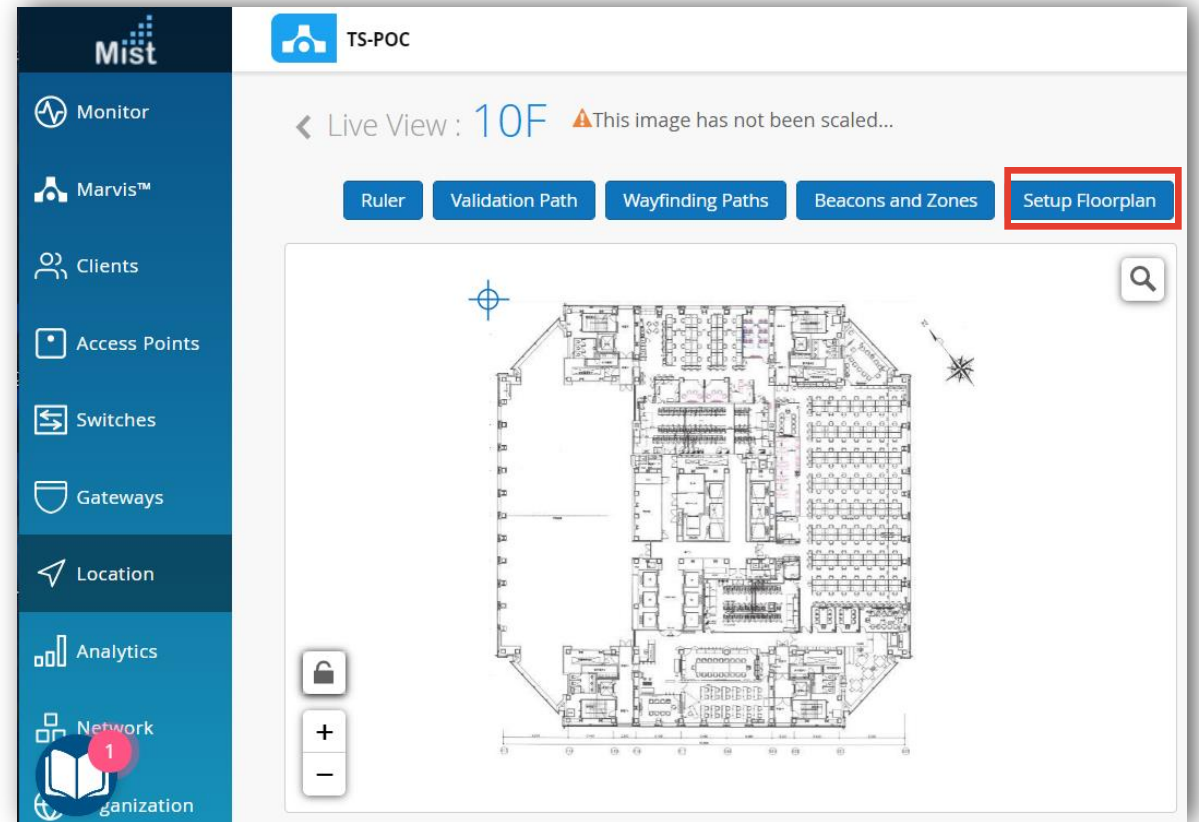 Mist
TS-POC
Monitor
Marvis™
Clients
Access Points
Switches
Gateways
Location
Analytics
Network
1
ganization
Live View : 10F
This image has not been scaled...
Ruler
Validation Path
Wayfinding Paths
Beacons and Zones
Setup Floorplan
+
−